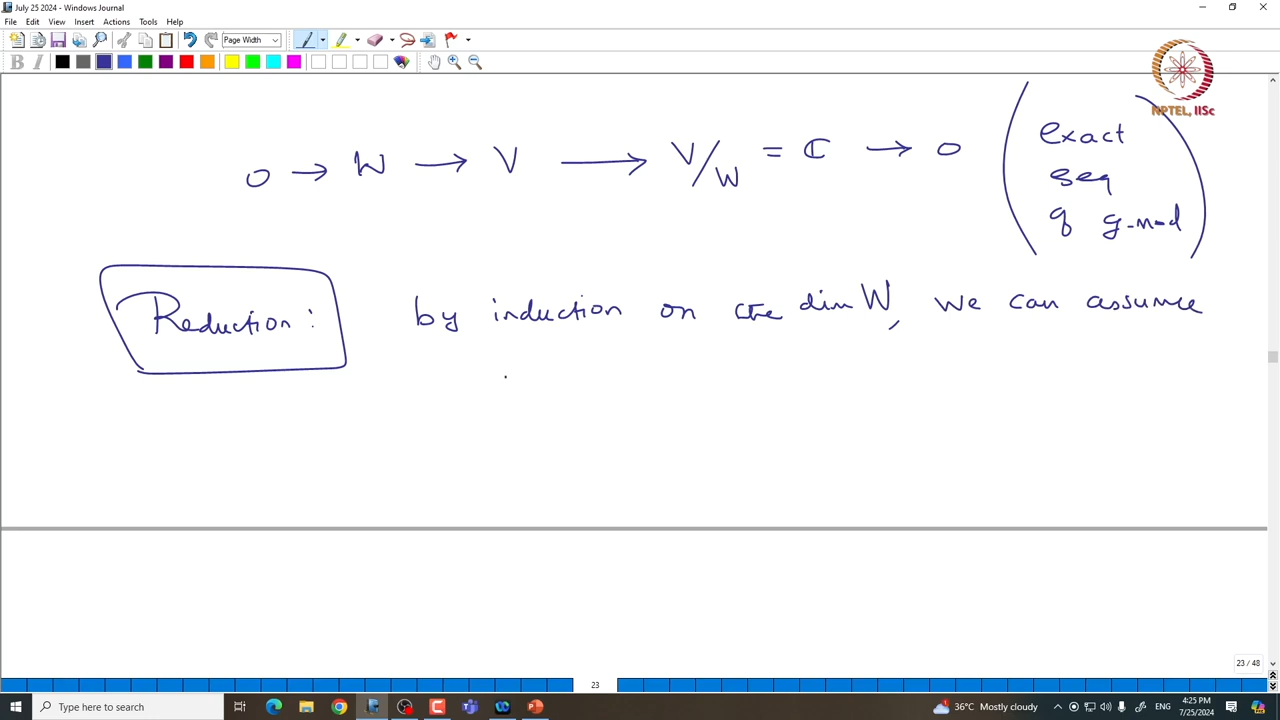 July 25 2024 - Windows Journal
File Edit View Insert Actions Tools Help
Page Width
B I
NPTEL, IISc
0 → W → V → V/W = ℂ → 0 (exact seq of g-mod)
Reduction: by induction on the dim W, we can assume
23 / 48
23
Type here to search
36°C Mostly cloudy
ENG
4:25 PM
7/25/2024